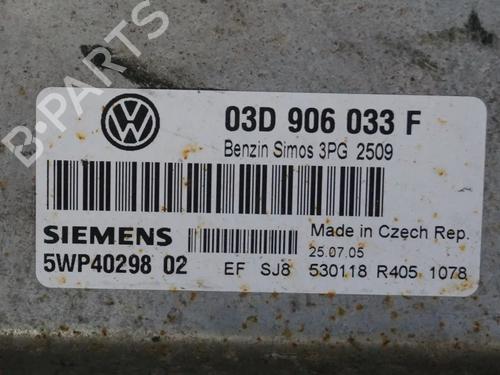 03D 906 033 F
Benzin Simos 3PG 2509
SIEMENS
Made in Czech Rep.
25.07.05
5WP40298 02
EF SJ8 530118 R405 1078
BPARTS